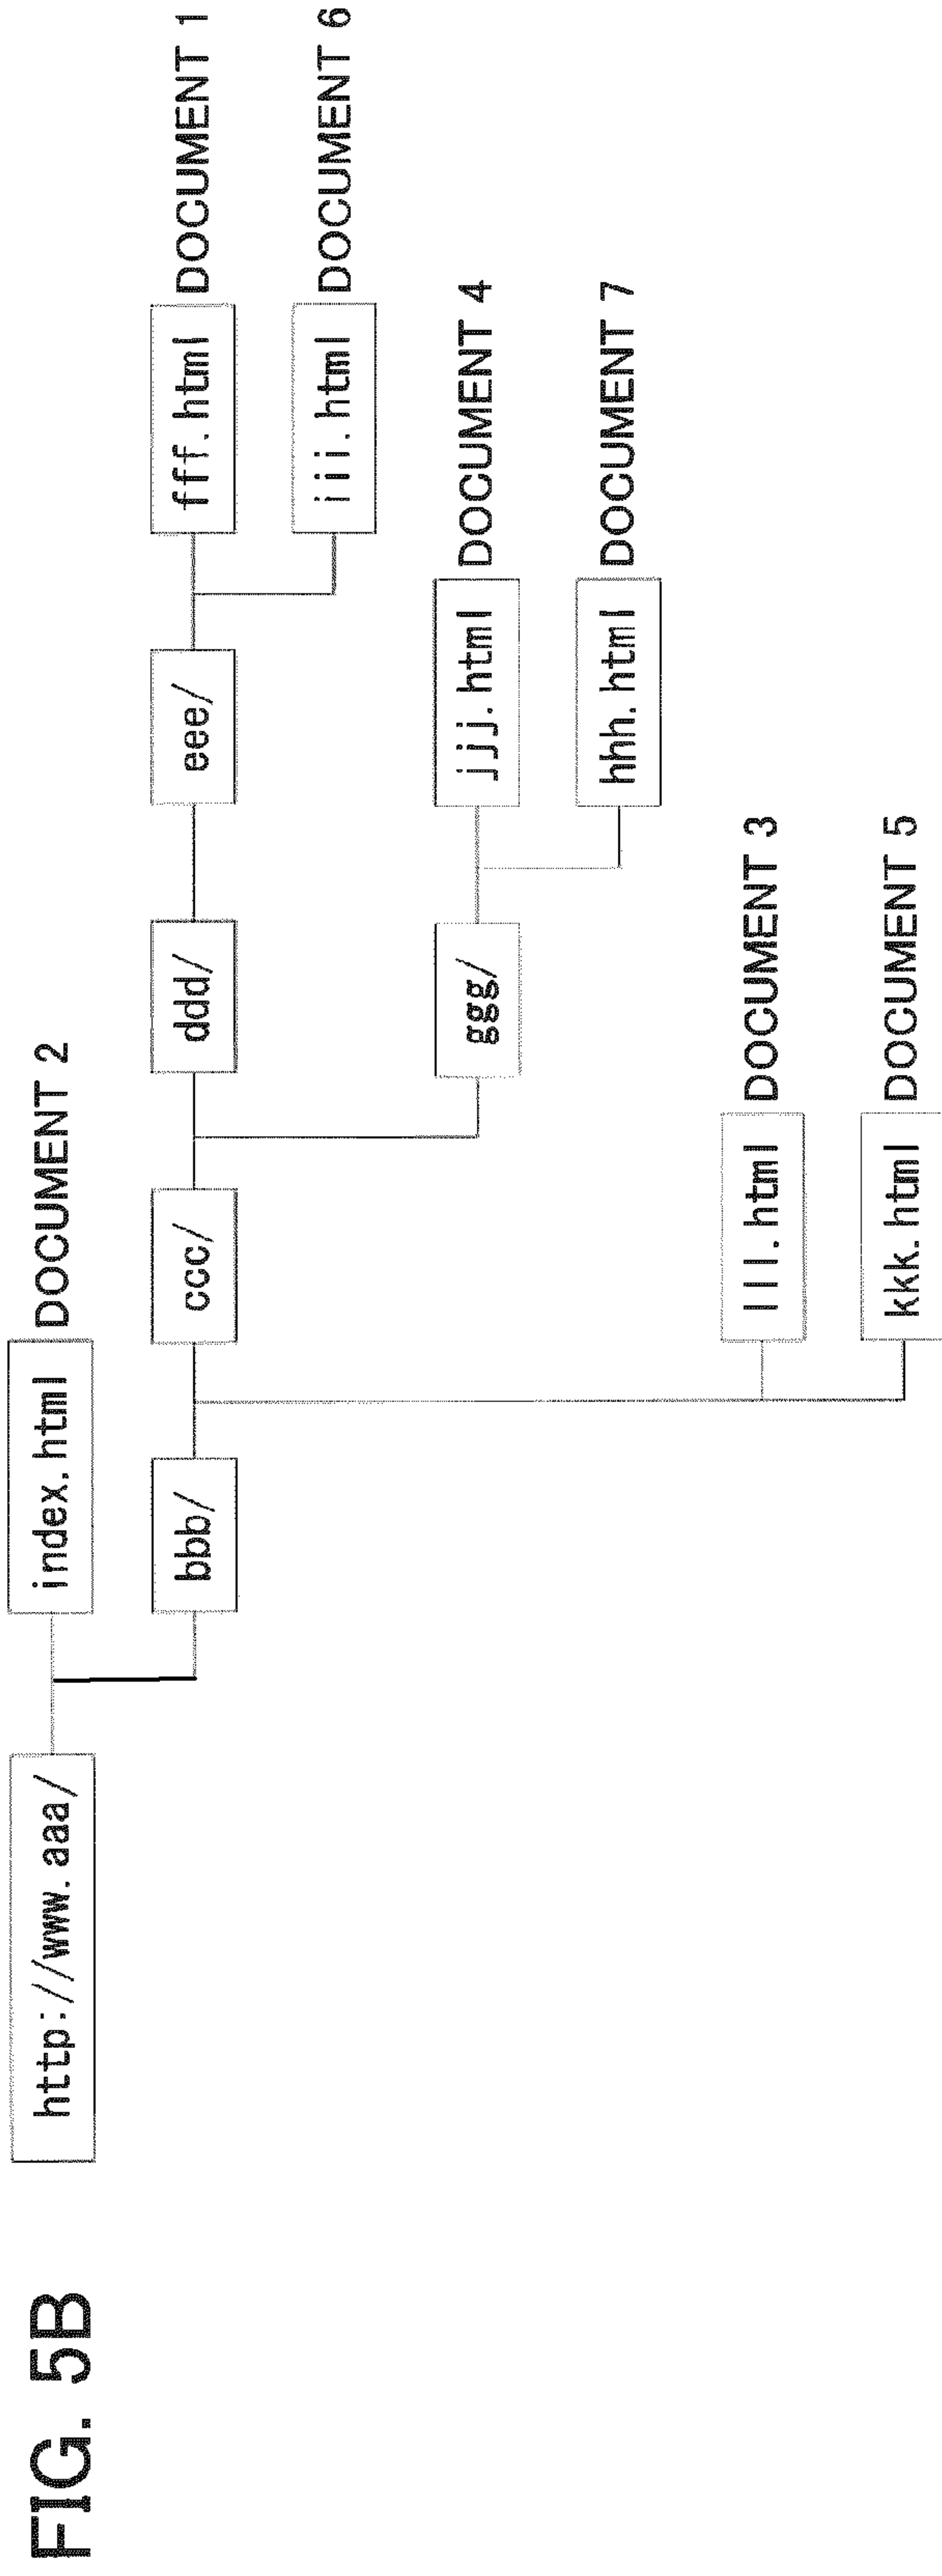 FIG. 5B
http://www.aaa/
index.html
DOCUMENT 2
bbb/
ccc/
ddd/
eee/
fff.html
DOCUMENT 1
iii.html
DOCUMENT 6
ggg/
jjj.html
DOCUMENT 4
hhh.html
DOCUMENT 7
lll.html
DOCUMENT 3
kkk.html
DOCUMENT 5